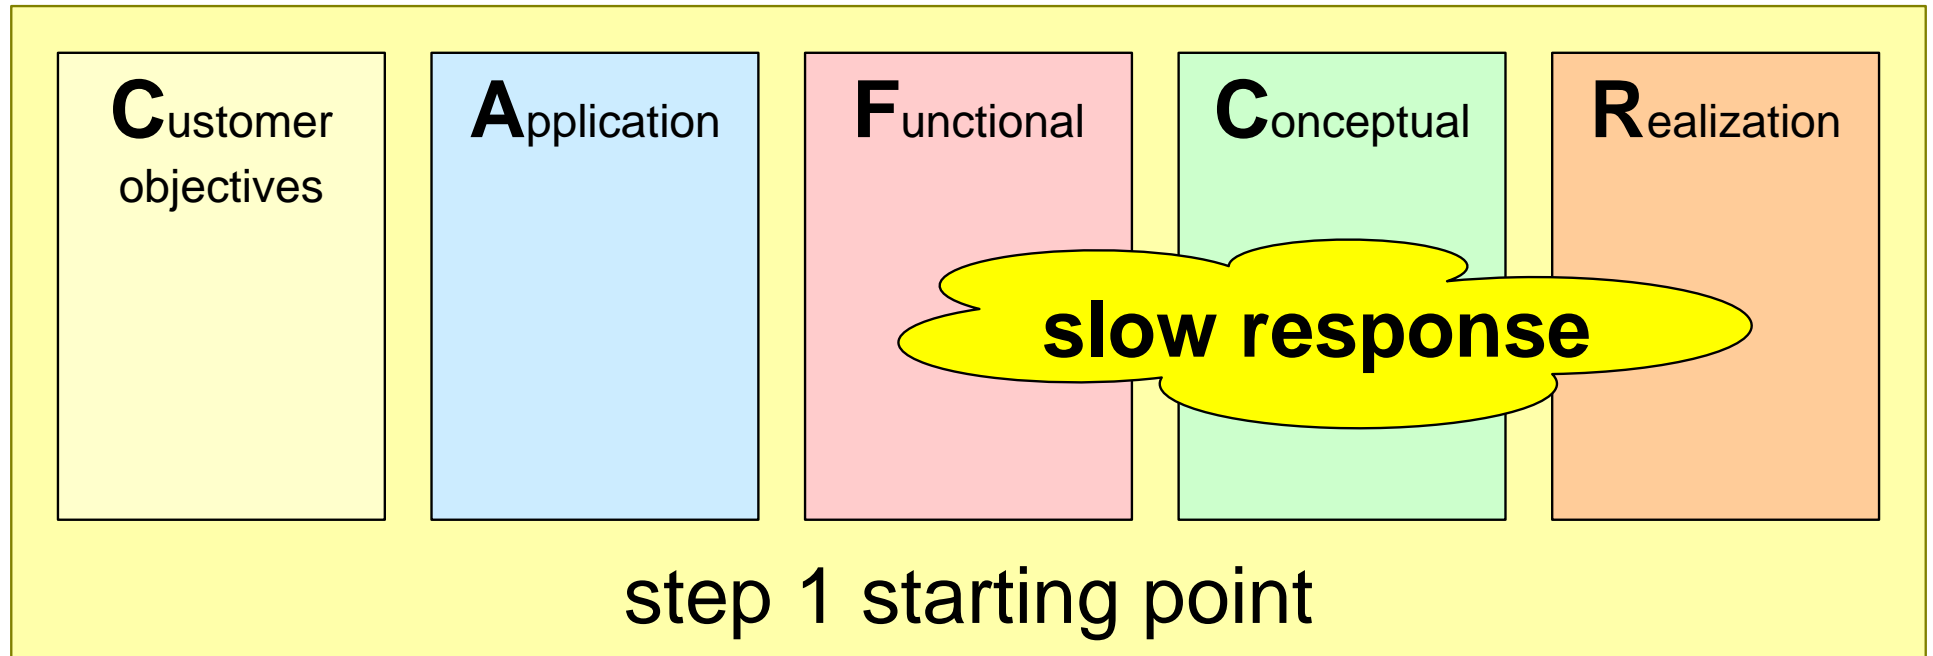 Customer
objectives
Application
Functional
Conceptual
Realization
slow response
step 1 starting point